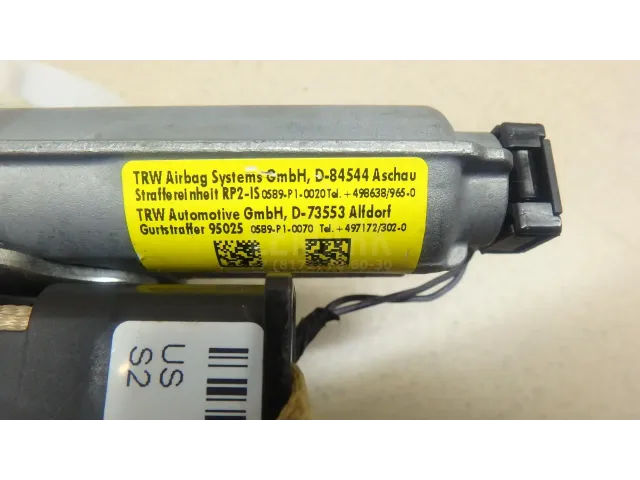 TRW Airbag Systems GmbH, D-84544 Aschau
Straffereinheit RP2-IS 0589-P1-0020 Tel. +498638/965-0
TRW Automotive GmbH, D-73553 Alfdorf
Gurtstraffer 95025 0589-P1-0070 Tel. +497172/302-0
US
S2